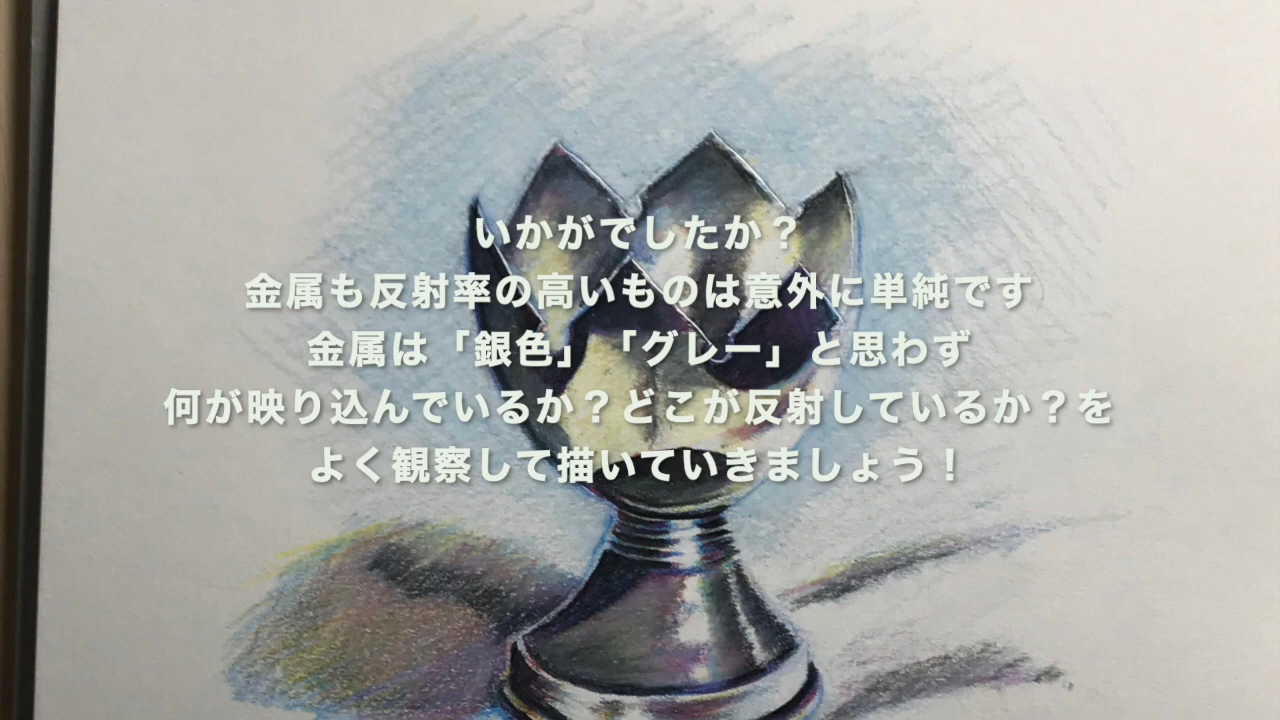 いかがでしたか？
金属も反射率の高いものは意外に単純です
金属は「銀色」「グレー」と思わず
何が映り込んでいるか？どこが反射しているか？を
よく観察して描いていきましょう！